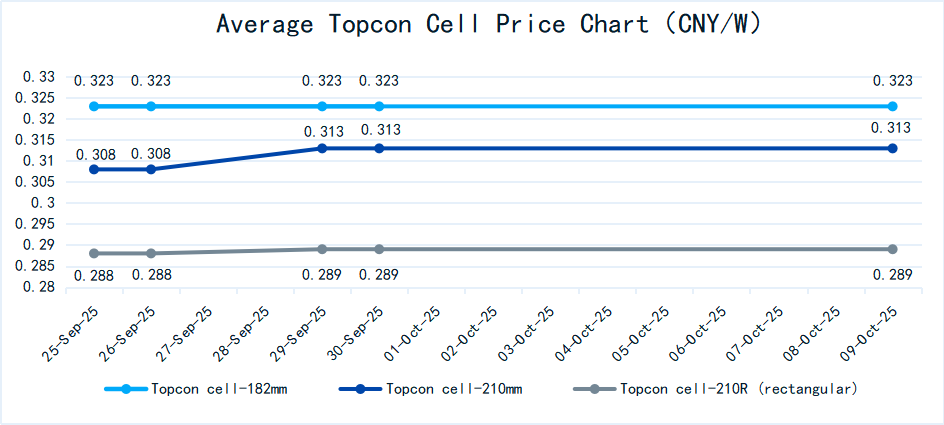 Average Topcon Cell Price Chart (CNY/W)
0.33
0.325
0.32
0.315
0.31
0.305
0.3
0.295
0.29
0.285
0.28
0.323 0.323 0.323 0.323 0.323
0.308 0.308 0.313 0.313 0.313
0.288 0.288 0.289 0.289 0.289
25-Sep-25 26-Sep-25 27-Sep-25 28-Sep-25 29-Sep-25 30-Sep-25 01-Oct-25 02-Oct-25 03-Oct-25 04-Oct-25 05-Oct-25 06-Oct-25 07-Oct-25 08-Oct-25 09-Oct-25
Topcon cell-182mm Topcon cell-210mm Topcon cell-210R (rectangular)